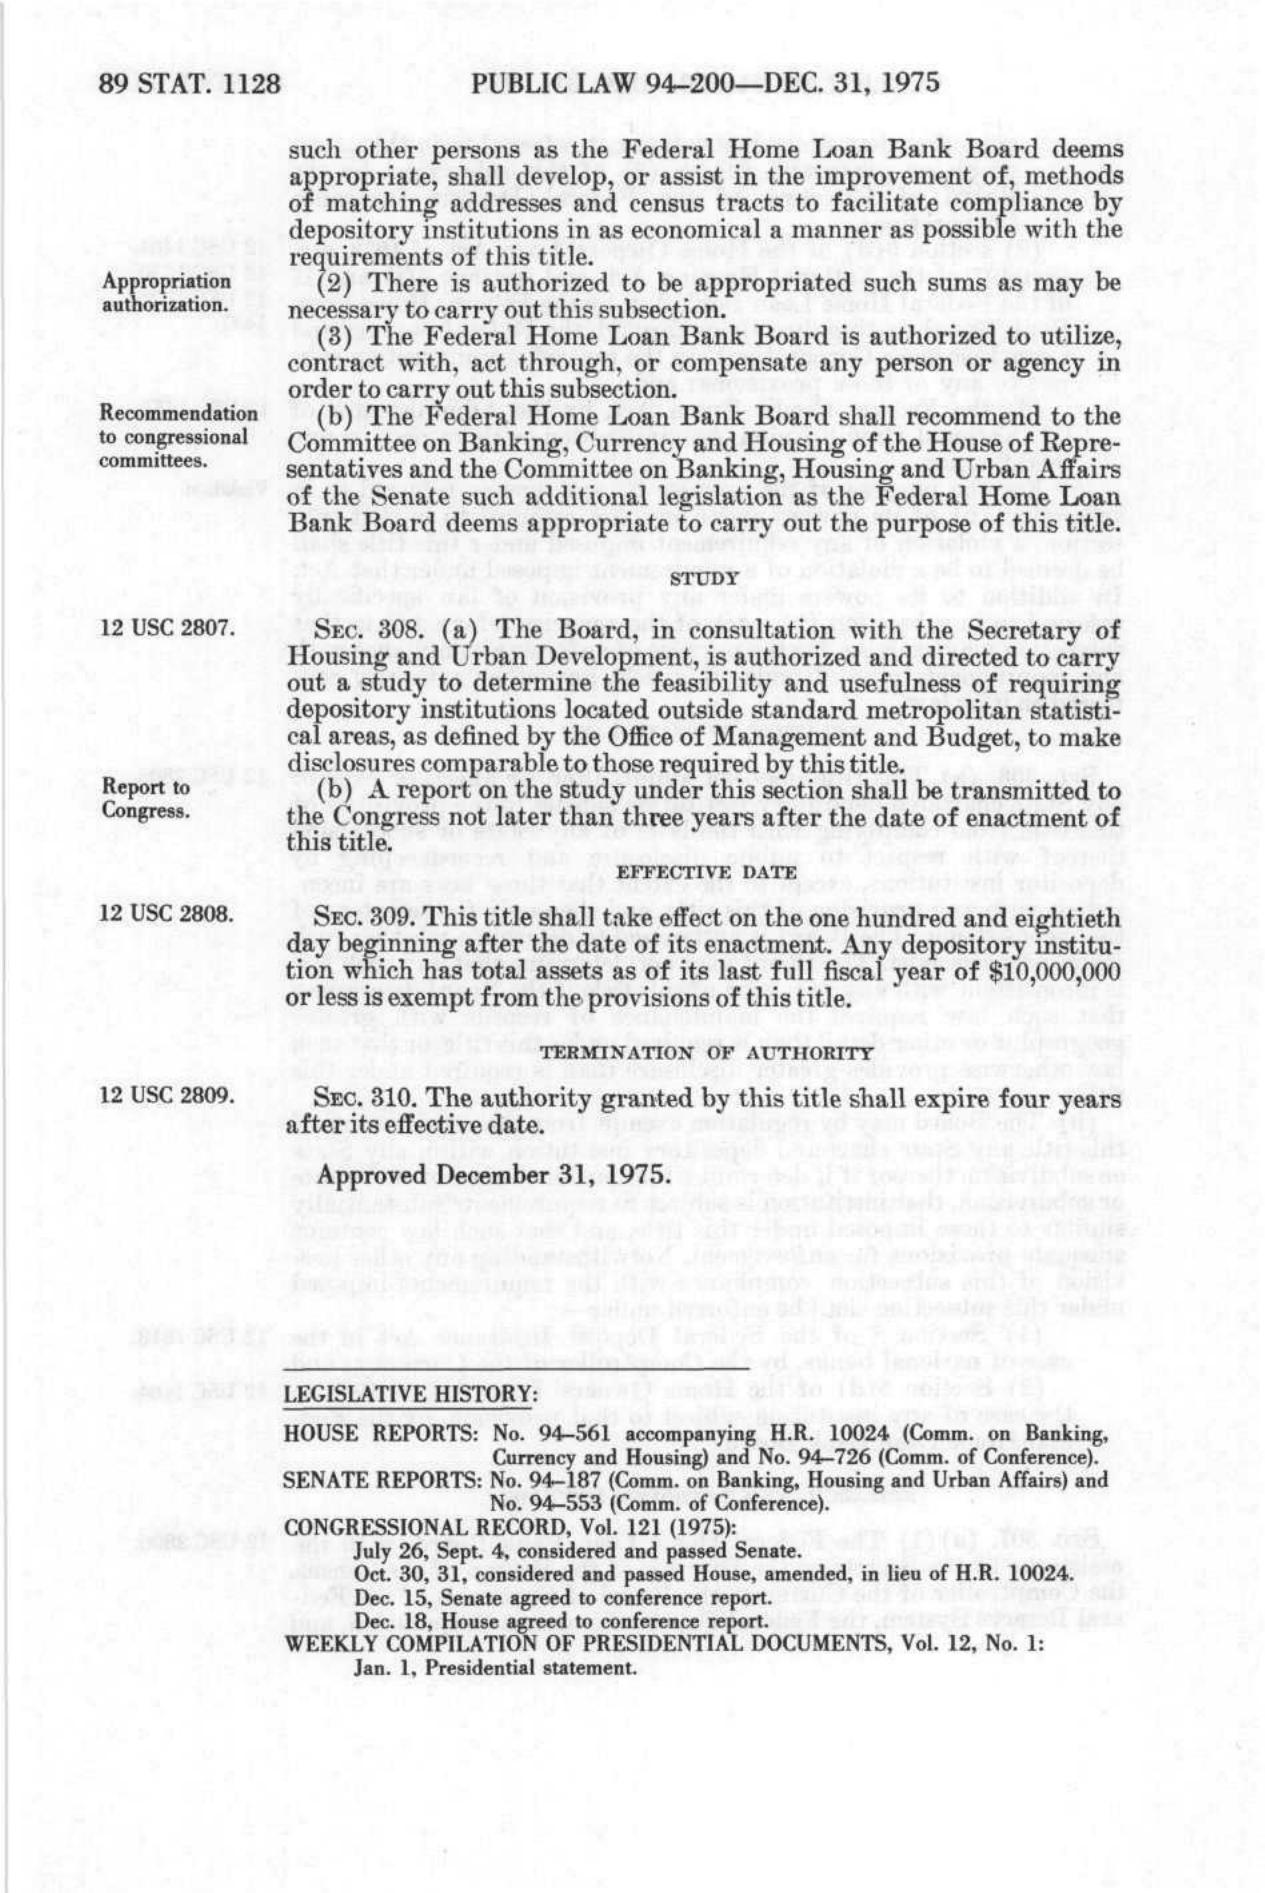 89 STAT. 1128
PUBLIC LAW 94–200—DEC. 31, 1975
such other persons as the Federal Home Loan Bank Board deems
appropriate, shall develop, or assist in the improvement of, methods
of matching addresses and census tracts to facilitate compliance by
depository institutions in as economical a manner as possible with the
requirements of this title.
Appropriation
authorization.
(2) There is authorized to be appropriated such sums as may be
necessary to carry out this subsection.
(3) The Federal Home Loan Bank Board is authorized to utilize,
contract with, act through, or compensate any person or agency in
order to carry out this subsection.
Recommendation
to congressional
committees.
(b) The Federal Home Loan Bank Board shall recommend to the
Committee on Banking, Currency and Housing of the House of Repre-
sentatives and the Committee on Banking, Housing and Urban Affairs
of the Senate such additional legislation as the Federal Home Loan
Bank Board deems appropriate to carry out the purpose of this title.
STUDY
12 USC 2807.
SEC. 308. (a) The Board, in consultation with the Secretary of
Housing and Urban Development, is authorized and directed to carry
out a study to determine the feasibility and usefulness of requiring
depository institutions located outside standard metropolitan statisti-
cal areas, as defined by the Office of Management and Budget, to make
disclosures comparable to those required by this title.
Report to
Congress.
(b) A report on the study under this section shall be transmitted to
the Congress not later than three years after the date of enactment of
this title.
EFFECTIVE DATE
12 USC 2808.
SEC. 309. This title shall take effect on the one hundred and eightieth
day beginning after the date of its enactment. Any depository institu-
tion which has total assets as of its last full fiscal year of $10,000,000
or less is exempt from the provisions of this title.
TERMINATION OF AUTHORITY
12 USC 2809.
SEC. 310. The authority granted by this title shall expire four years
after its effective date.
Approved December 31, 1975.
LEGISLATIVE HISTORY:
HOUSE REPORTS: No. 94–561 accompanying H.R. 10024 (Comm. on Banking,
Currency and Housing) and No. 94–726 (Comm. of Conference).
SENATE REPORTS: No. 94–187 (Comm. on Banking, Housing and Urban Affairs) and
No. 94–553 (Comm. of Conference).
CONGRESSIONAL RECORD, Vol. 121 (1975):
July 26, Sept. 4, considered and passed Senate.
Oct. 30, 31, considered and passed House, amended, in lieu of H.R. 10024.
Dec. 15, Senate agreed to conference report.
Dec. 18, House agreed to conference report.
WEEKLY COMPILATION OF PRESIDENTIAL DOCUMENTS, Vol. 12, No. 1:
Jan. 1, Presidential statement.